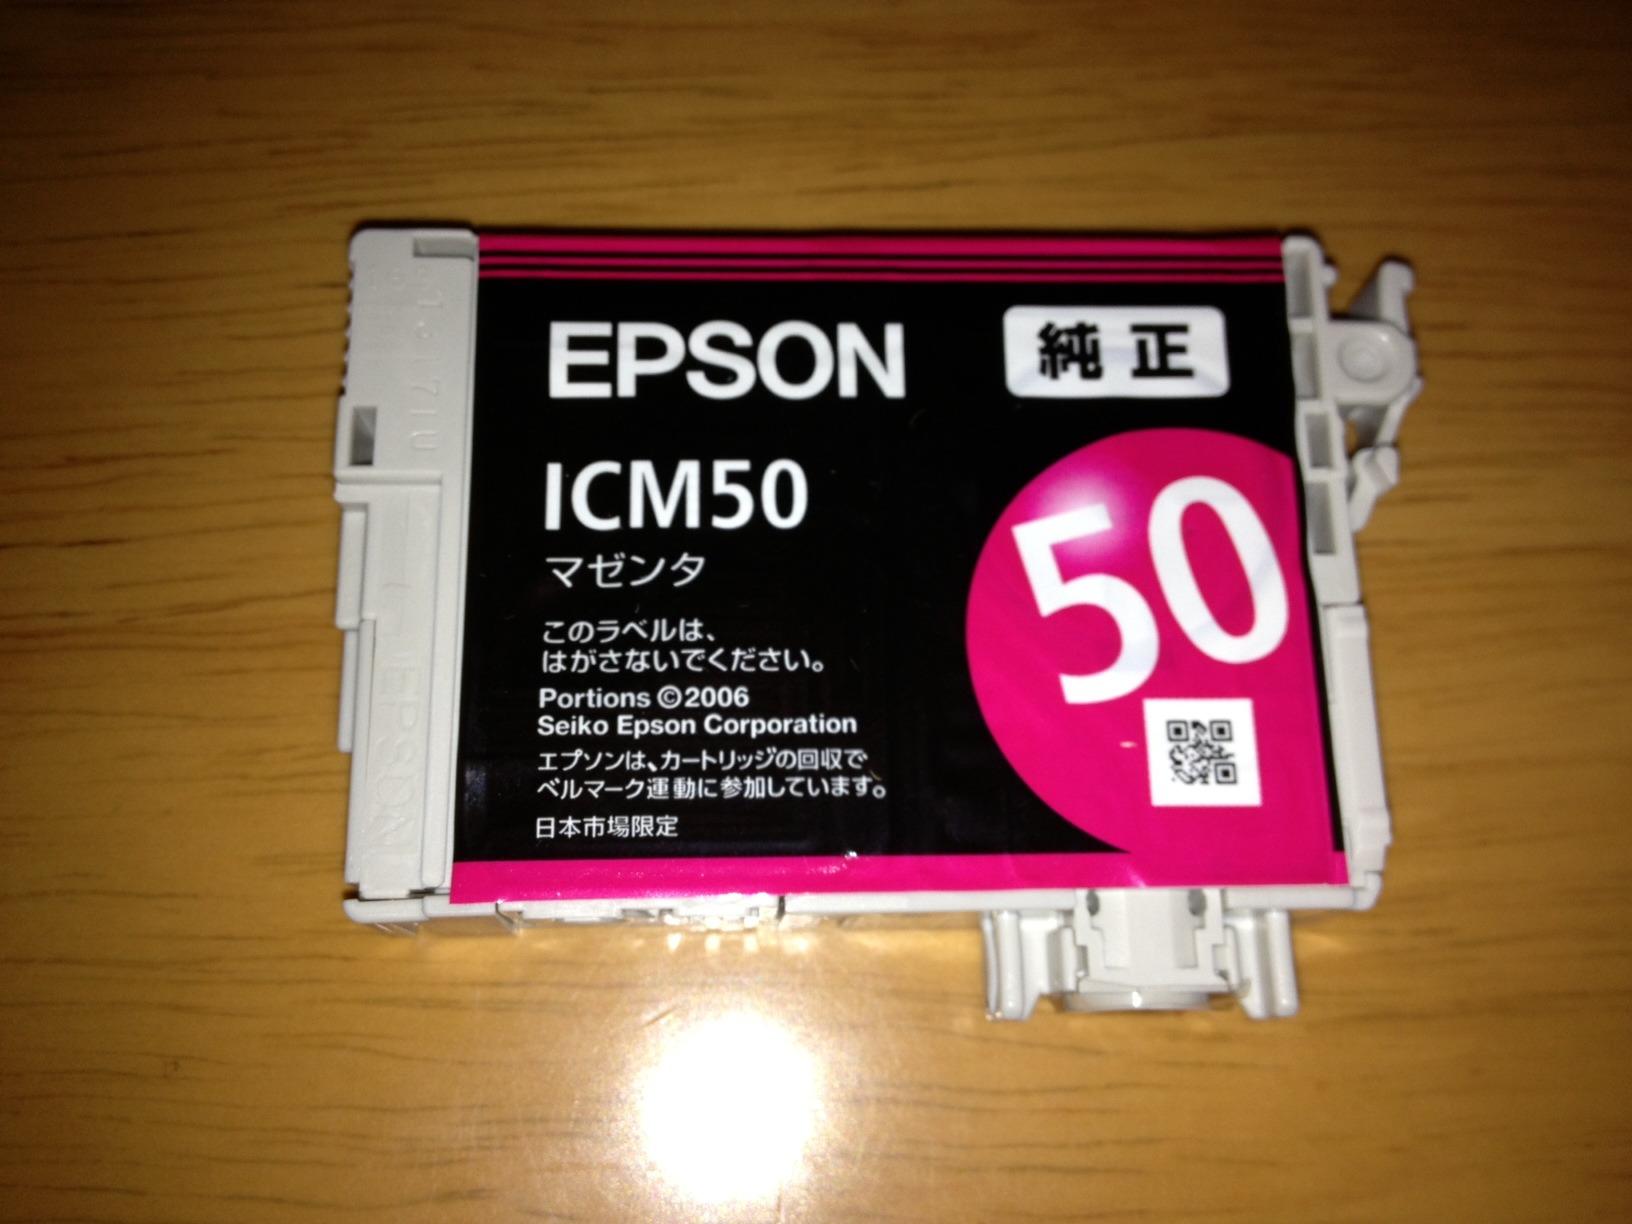 EPSON
純正
ICM50
マゼンタ
50
このラベルは、
はがさないでください。
Portions ©2006
Seiko Epson Corporation
エプソンは、カートリッジの回収で
ベルマーク運動に参加しています。
日本市場限定
EPSON